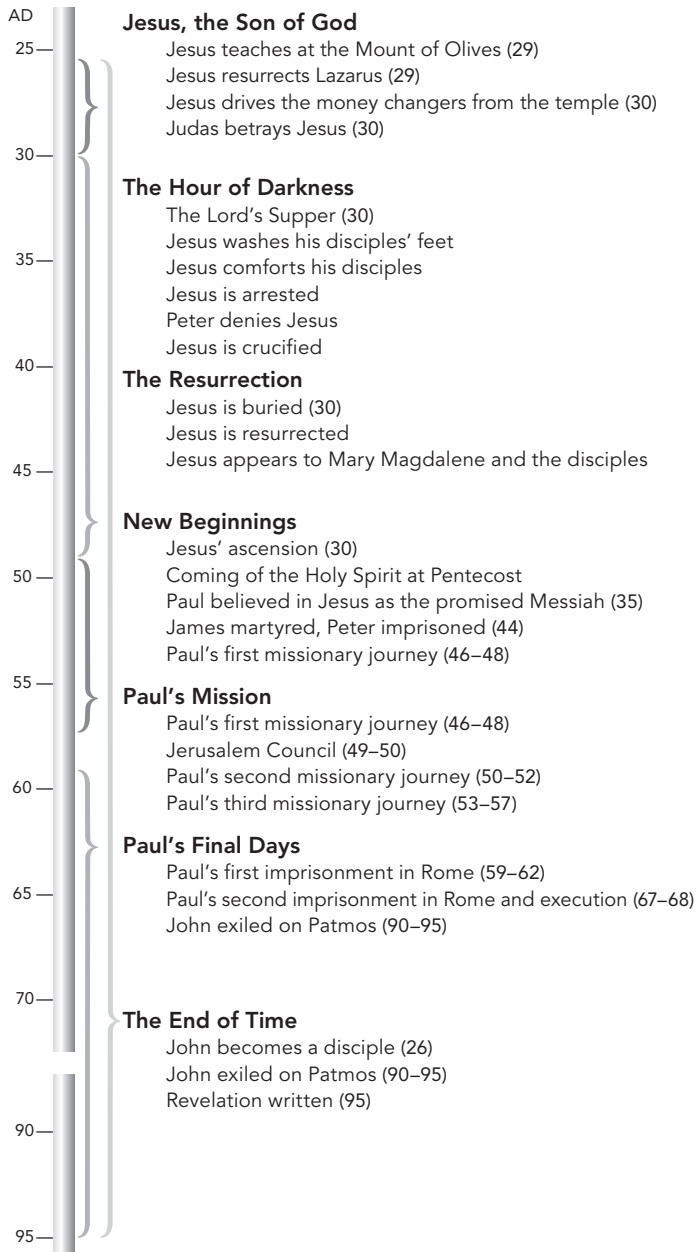 AD
Jesus, the Son of God
25
Jesus teaches at the Mount of Olives (29)
Jesus resurrects Lazarus (29)
Jesus drives the money changers from the temple (30)
Judas betrays Jesus (30)
30
The Hour of Darkness
The Lord’s Supper (30)
Jesus washes his disciples’ feet
35
Jesus comforts his disciples
Jesus is arrested
Peter denies Jesus
Jesus is crucified
40
The Resurrection
Jesus is buried (30)
Jesus is resurrected
Jesus appears to Mary Magdalene and the disciples
45
New Beginnings
Jesus’ ascension (30)
50
Coming of the Holy Spirit at Pentecost
Paul believed in Jesus as the promised Messiah (35)
James martyred, Peter imprisoned (44)
Paul’s first missionary journey (46–48)
55
Paul’s Mission
Paul’s first missionary journey (46–48)
Jerusalem Council (49–50)
Paul’s second missionary journey (50–52)
60
Paul’s third missionary journey (53–57)
Paul’s Final Days
Paul’s first imprisonment in Rome (59–62)
65
Paul’s second imprisonment in Rome and execution (67–68)
John exiled on Patmos (90–95)
70
The End of Time
John becomes a disciple (26)
John exiled on Patmos (90–95)
Revelation written (95)
90
95